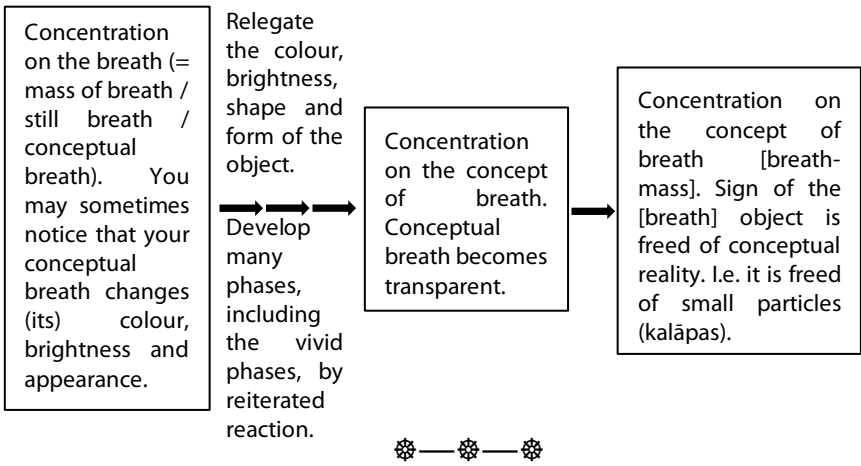 Concentration
on the breath (=
mass of breath /
still breath /
conceptual
breath). You
may sometimes
notice that your
conceptual
breath changes
(its) colour,
brightness and
appearance.
Relegate
the colour,
brightness,
shape and
form of the
object.
Develop
many
phases,
including
the vivid
phases, by
reiterated
reaction.
Concentration
on the concept
of breath.
Conceptual
breath becomes
transparent.
Concentration on
the concept of
breath [breath-
mass]. Sign of the
[breath] object is
freed of conceptual
reality. I.e. it is freed
of small particles
(kalāpas).